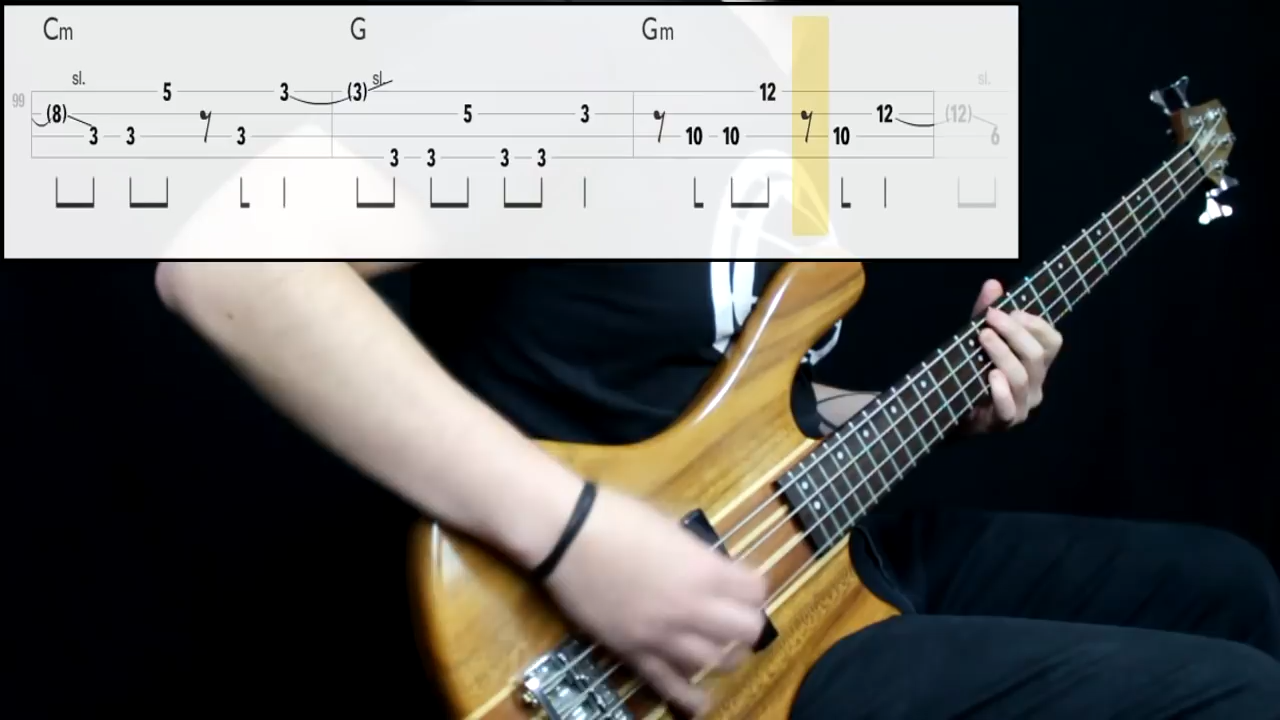 Cm G Gm
sl. sl. sl.
99 5 3 (3) 12
(8) 5 3 12 (12)
3 3 3 10 10 10 6
3 3 3 3